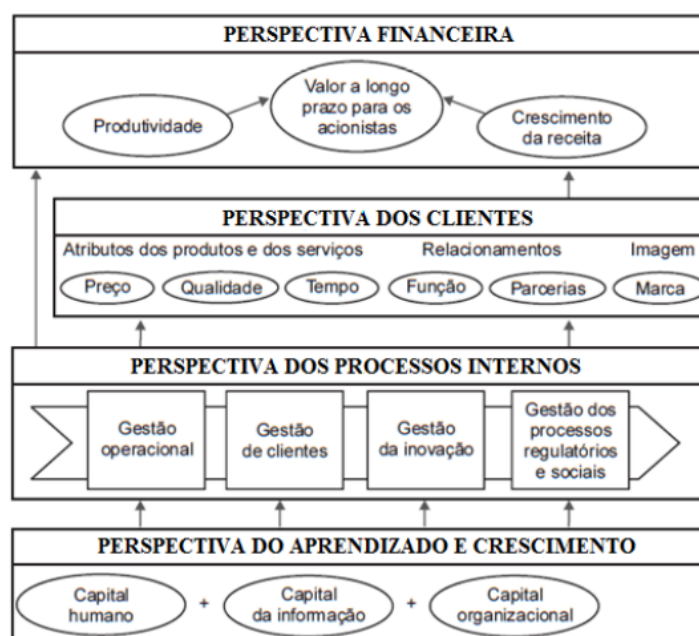 PERSPECTIVA FINANCEIRA
Valor a longo
prazo para os
acionistas
Produtividade
Crescimento
da receita
PERSPECTIVA DOS CLIENTES
Atributos dos produtos e dos serviços Relacionamentos Imagem
Preço Qualidade Tempo Função Parcerias Marca
PERSPECTIVA DOS PROCESSOS INTERNOS
Gestão
operacional
Gestão
de clientes
Gestão
da inovação
Gestão dos
processos
regulatórios
e sociais
PERSPECTIVA DO APRENDIZADO E CRESCIMENTO
Capital
humano
+
Capital
da informação
+
Capital
organizacional